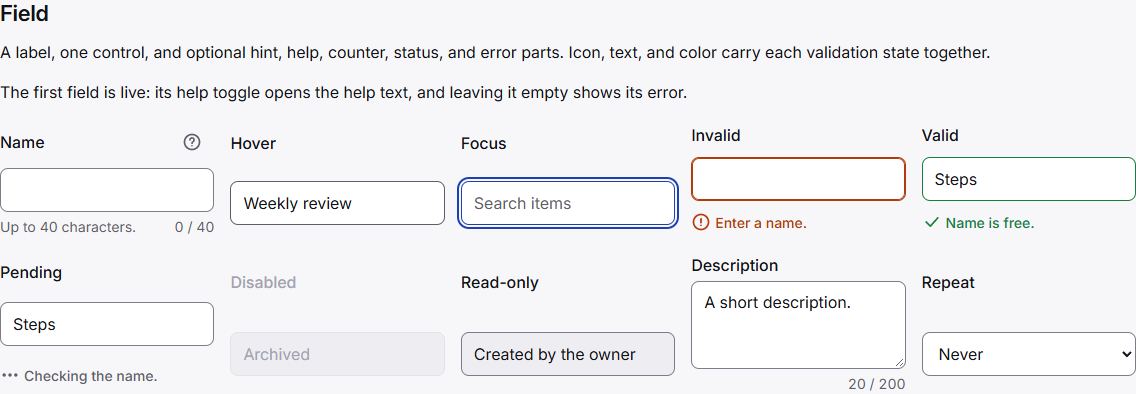 Field
A label, one control, and optional hint, help, counter, status, and error parts. Icon, text, and color carry each validation state together.
The first field is live: its help toggle opens the help text, and leaving it empty shows its error.
Name
Up to 40 characters. 0 / 40
Hover
Weekly review
Focus
Search items
Invalid
Enter a name.
Valid
Steps
Name is free.
Pending
Steps
Checking the name.
Disabled
Archived
Read-only
Created by the owner
Description
A short description.
20 / 200
Repeat
Never